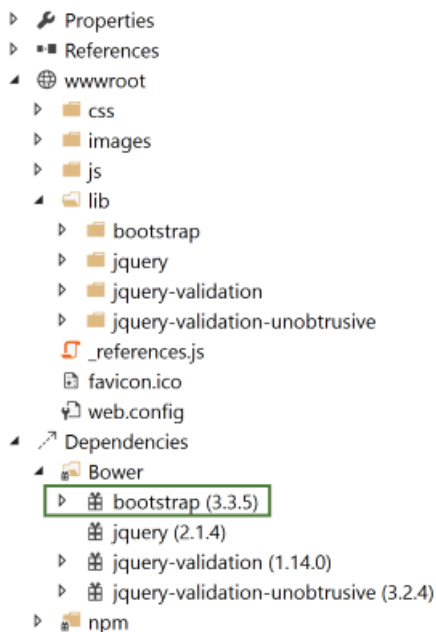 Properties
References
wwwroot
css
images
js
lib
bootstrap
jquery
jquery-validation
jquery-validation-unobtrusive
_references.js
favicon.ico
web.config
Dependencies
Bower
bootstrap (3.3.5)
jquery (2.1.4)
jquery-validation (1.14.0)
jquery-validation-unobtrusive (3.2.4)
npm